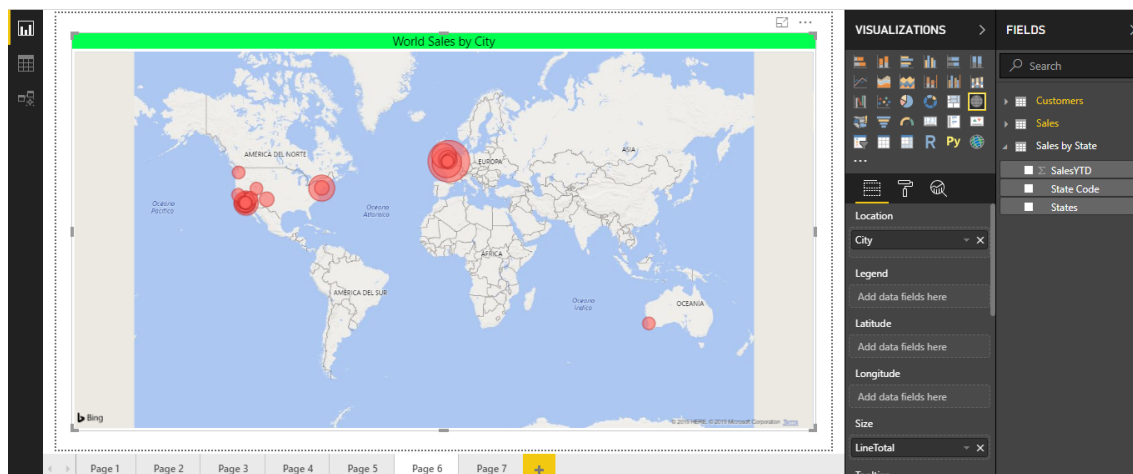 World Sales by City
AMÉRICA DEL NORTE
EUROPA
ASIA
Océano
Pacífico
Océano
Atlántico
ÁFRICA
AMÉRICA DEL SUR
Océano
Índico
OCEANÍA
Bing
© 2019 HERE, © 2019 Microsoft Corporation Terms
Page 1
Page 2
Page 3
Page 4
Page 5
Page 6
Page 7
+
VISUALIZATIONS
R
Py
Location
City
Legend
Add data fields here
Latitude
Add data fields here
Longitude
Add data fields here
Size
LineTotal
FIELDS
Search
Customers
Sales
Sales by State
Σ SalesYTD
State Code
States